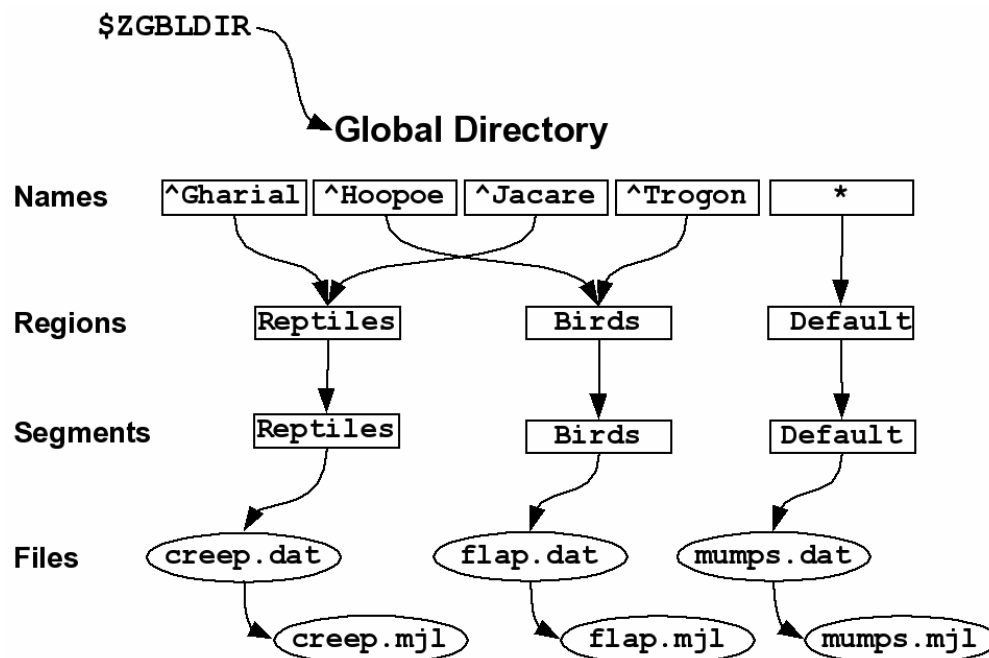 $ZGBLDIR
Global Directory
Names ^Gharial ^Hoopoe ^Jacare ^Trogon *
Regions Reptiles Birds Default
Segments Reptiles Birds Default
Files creep.dat flap.dat mumps.dat
creep.mjl flap.mjl mumps.mjl